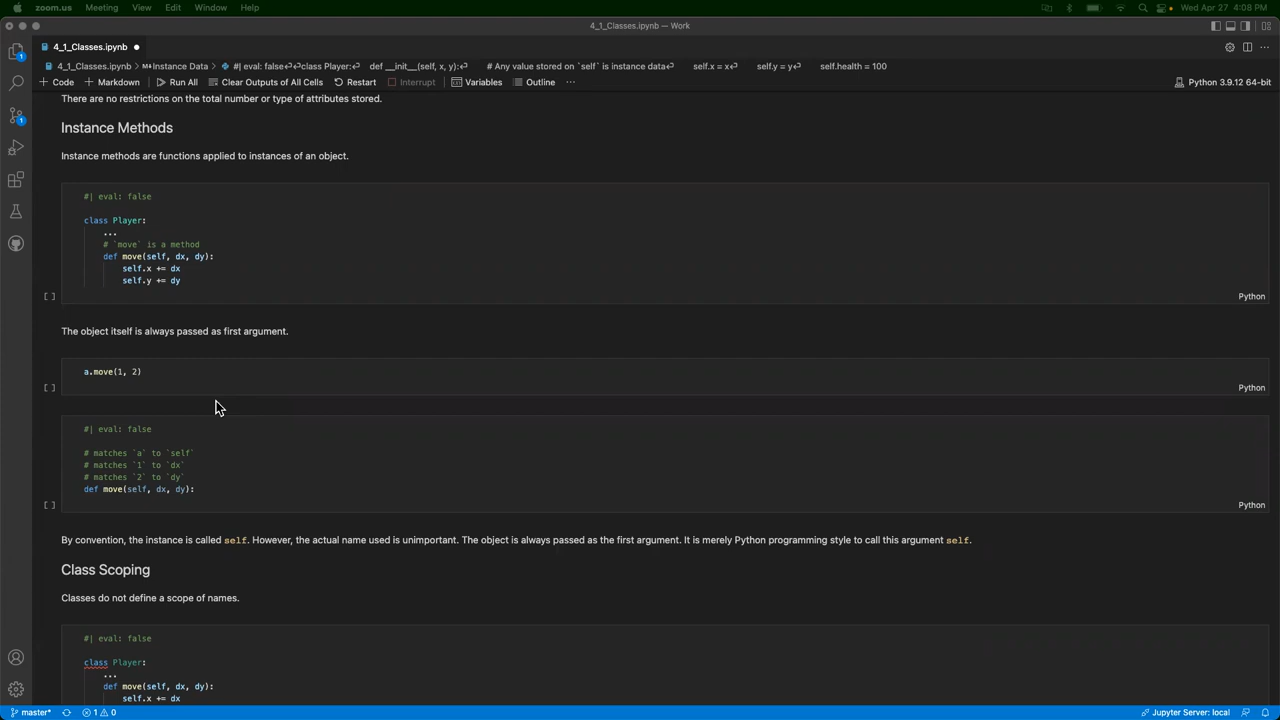 zoom.us Meeting View Edit Window Help Wed Apr 27 4:08 PM
4_1_Classes.ipynb — Work
4_1_Classes.ipynb
4_1_Classes.ipynb > M↓Instance Data > #| eval: false↵↵class Player:↵ def __init__(self, x, y):↵ # Any value stored on `self` is instance data↵ self.x = x↵ self.y = y↵ self.health = 100
+ Code + Markdown Run All Clear Outputs of All Cells Restart Interrupt Variables Outline ··· Python 3.9.12 64-bit
There are no restrictions on the total number or type of attributes stored.
Instance Methods
Instance methods are functions applied to instances of an object.
#| eval: false
class Player:
...
# `move` is a method
def move(self, dx, dy):
self.x += dx
self.y += dy
[ ] Python
The object itself is always passed as first argument.
a.move(1, 2)
[ ] Python
#| eval: false
# matches `a` to `self`
# matches `1` to `dx`
# matches `2` to `dy`
def move(self, dx, dy):
[ ] Python
By convention, the instance is called self. However, the actual name used is unimportant. The object is always passed as the first argument. It is merely Python programming style to call this argument self.
Class Scoping
Classes do not define a scope of names.
#| eval: false
class Player:
...
def move(self, dx, dy):
self.x += dx
master* 1 0 Jupyter Server: local